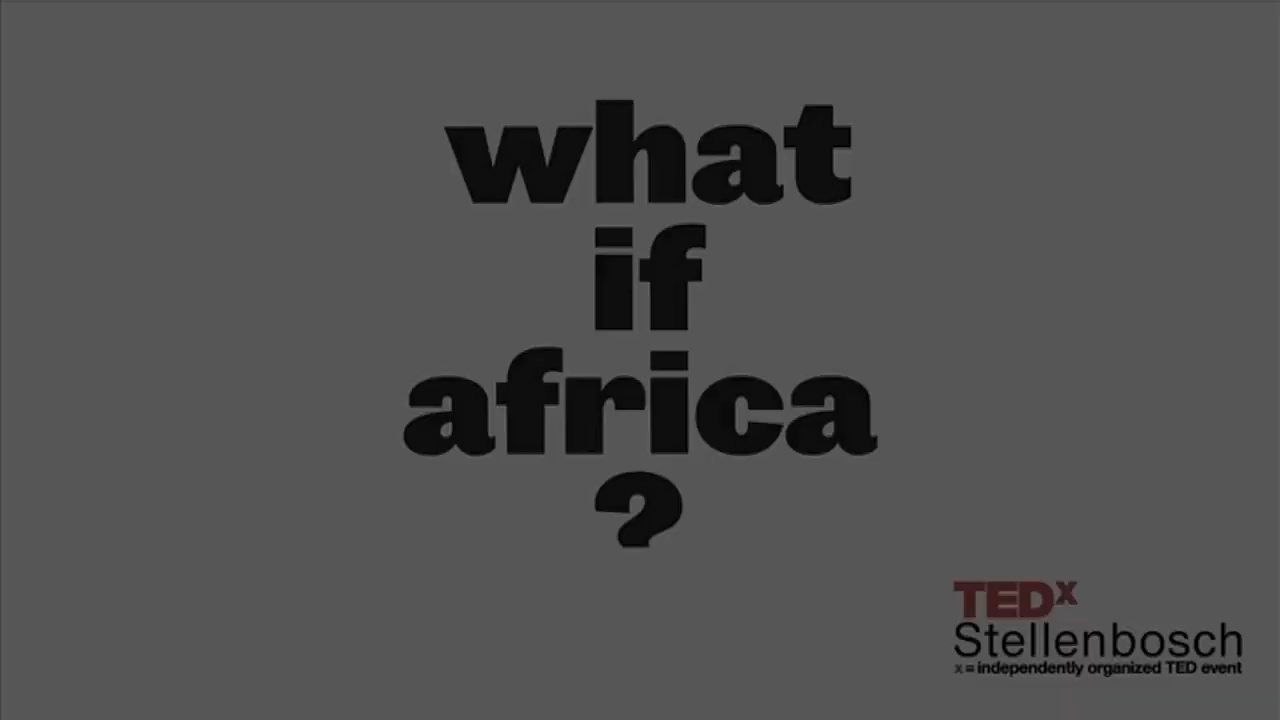 what
if
africa
?
TEDx
Stellenbosch
x = independently organized TED event